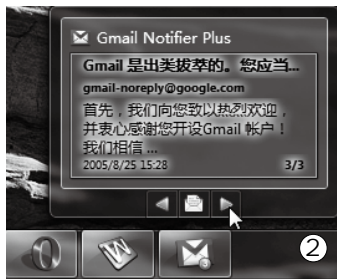 Gmail Notifier Plus
Gmail 是出类拔萃的。您应当...
gmail-noreply@google.com
首先，我们向您致以热烈欢迎，
并衷心感谢您开设Gmail 帐户！
我们相信 ...
2005/8/25 15:28 3/3
②